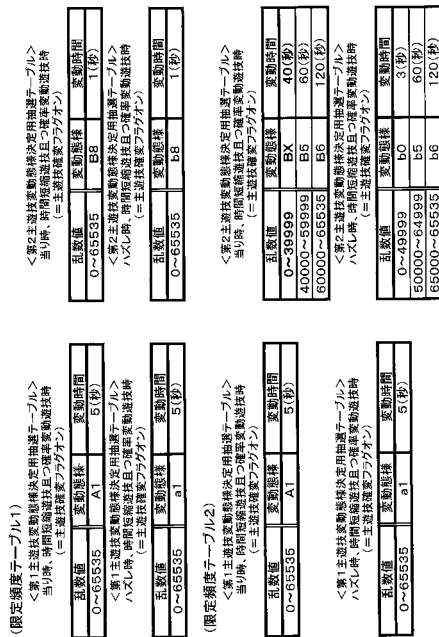 (限定頻度テーブル1)
<第1主遊技変動態様決定用抽選テーブル>
当り時、時間短縮遊技且つ確率変動遊技時
(=主遊技確変フラグオン)
乱数値 変動態様 変動時間
0~65535 A1 5(秒)
<第1主遊技変動態様決定用抽選テーブル>
ハズレ時、時間短縮遊技且つ確率変動遊技時
(=主遊技確変フラグオン)
乱数値 変動態様 変動時間
0~65535 a1 5(秒)
<第2主遊技変動態様決定用抽選テーブル>
当り時、時間短縮遊技且つ確率変動遊技時
(=主遊技確変フラグオン)
乱数値 変動態様 変動時間
0~65535 B8 1(秒)
<第2主遊技変動態様決定用抽選テーブル>
ハズレ時、時間短縮遊技且つ確率変動遊技時
(=主遊技確変フラグオン)
乱数値 変動態様 変動時間
0~65535 b8 1(秒)
(限定頻度テーブル2)
<第1主遊技変動態様決定用抽選テーブル>
当り時、時間短縮遊技且つ確率変動遊技時
(=主遊技確変フラグオン)
乱数値 変動態様 変動時間
0~65535 A1 5(秒)
<第1主遊技変動態様決定用抽選テーブル>
ハズレ時、時間短縮遊技且つ確率変動遊技時
(=主遊技確変フラグオン)
乱数値 変動態様 変動時間
0~65535 a1 5(秒)
<第2主遊技変動態様決定用抽選テーブル>
当り時、時間短縮遊技且つ確率変動遊技時
(=主遊技確変フラグオン)
乱数値 変動態様 変動時間
0~39999 BX 40(秒)
40000~59999 B5 60(秒)
60000~65535 B6 120(秒)
<第2主遊技変動態様決定用抽選テーブル>
ハズレ時、時間短縮遊技且つ確率変動遊技時
(=主遊技確変フラグオン)
乱数値 変動態様 変動時間
0~49999 b0 3(秒)
50000~64999 b5 60(秒)
65000~65535 b6 120(秒)